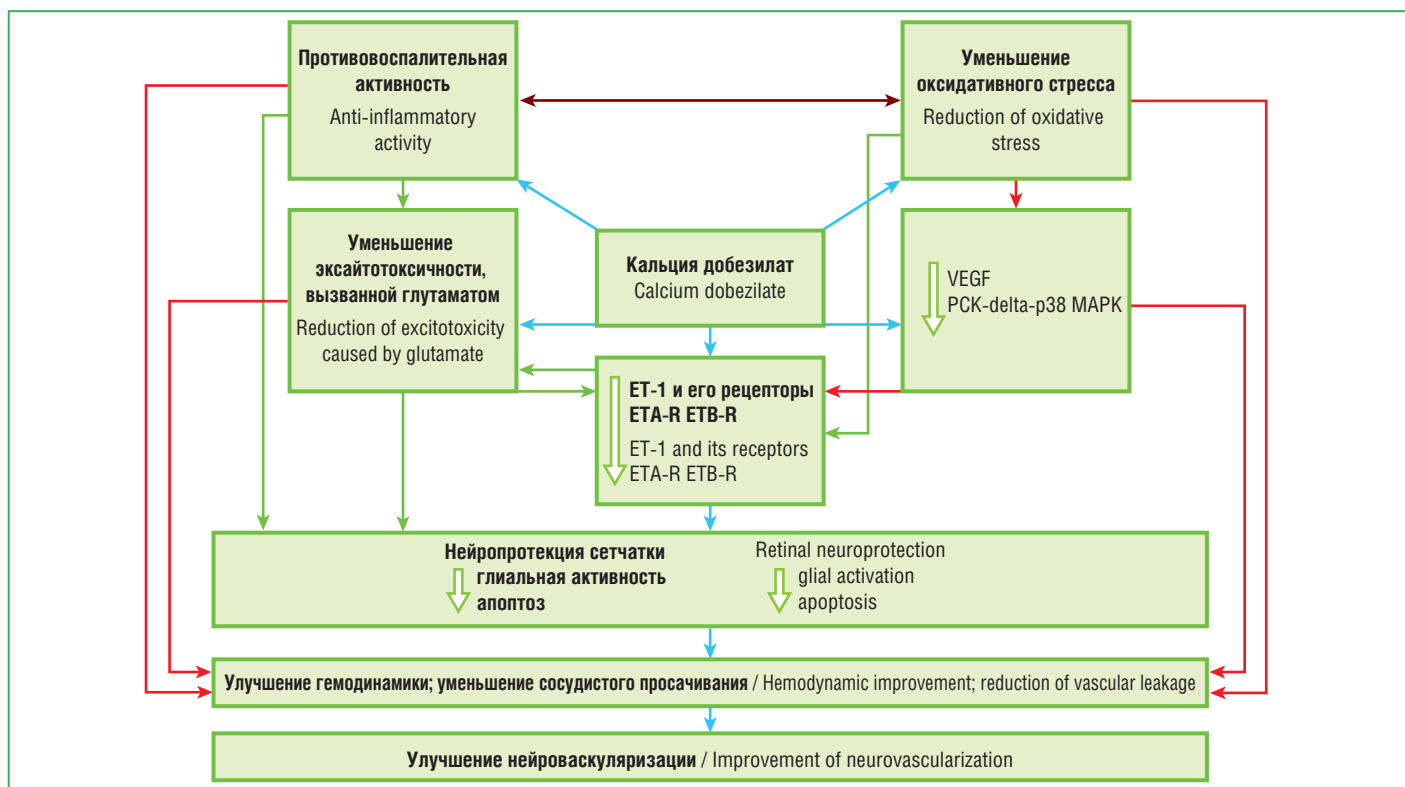 Противовоспалительная
активность
Anti-inflammatory
activity
Уменьшение
оксидативного стресса
Reduction of oxidative
stress
Уменьшение
эксайтотоксичности,
вызванной глутаматом
Reduction of excitotoxicity
caused by glutamate
Кальция добезилат
Calcium dobezilate
VEGF
PCK-delta-p38 MAPK
ET-1 и его рецепторы
ETA-R ETB-R
ET-1 and its receptors
ETA-R ETB-R
Нейропротекция сетчатки
глиальная активность
апоптоз
Retinal neuroprotection
glial activation
apoptosis
Улучшение гемодинамики; уменьшение сосудистого просачивания / Hemodynamic improvement; reduction of vascular leakage
Улучшение нейроваскуляризации / Improvement of neurovascularization